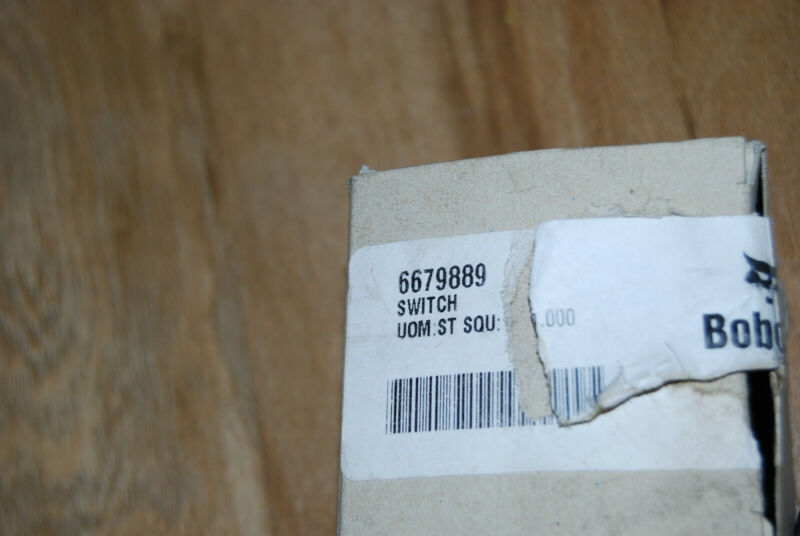 6679889
SWITCH
UOM:ST SQU: .000
Bobc